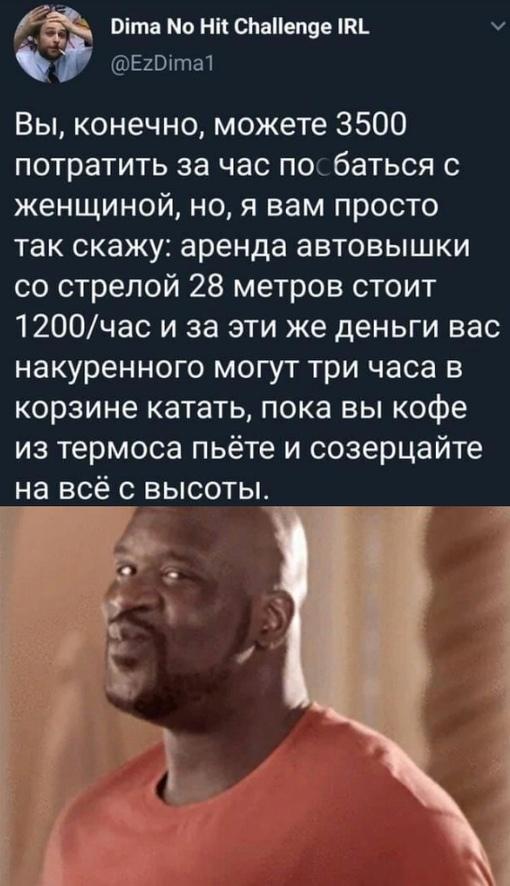 Dima No Hit Challenge IRL
@EzDima1
Вы, конечно, можете 3500
потратить за час по баться с
женщиной, но, я вам просто
так скажу: аренда автовышки
со стрелой 28 метров стоит
1200/час и за эти же деньги вас
накуренного могут три часа в
корзине катать, пока вы кофе
из термоса пьёте и созерцайте
на всё с высоты.